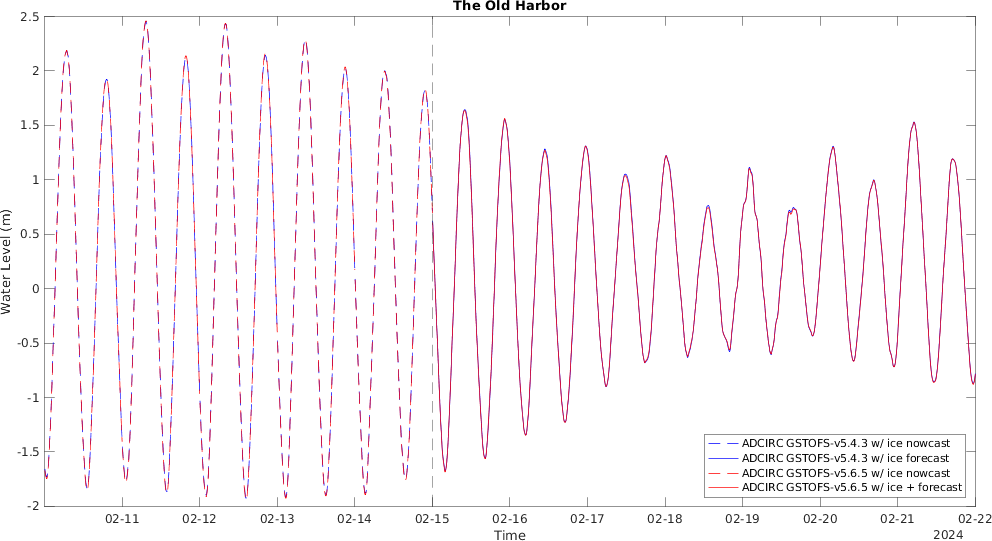 The Old Harbor
2.5
2
1.5
1
0.5
0
-0.5
-1
-1.5
-2
Water Level (m)
02-11 02-12 02-13 02-14 02-15 02-16 02-17 02-18 02-19 02-20 02-21 02-22
Time
2024
ADCIRC GSTOFS-v5.4.3 w/ ice nowcast
ADCIRC GSTOFS-v5.4.3 w/ ice forecast
ADCIRC GSTOFS-v5.6.5 w/ ice nowcast
ADCIRC GSTOFS-v5.6.5 w/ ice + forecast